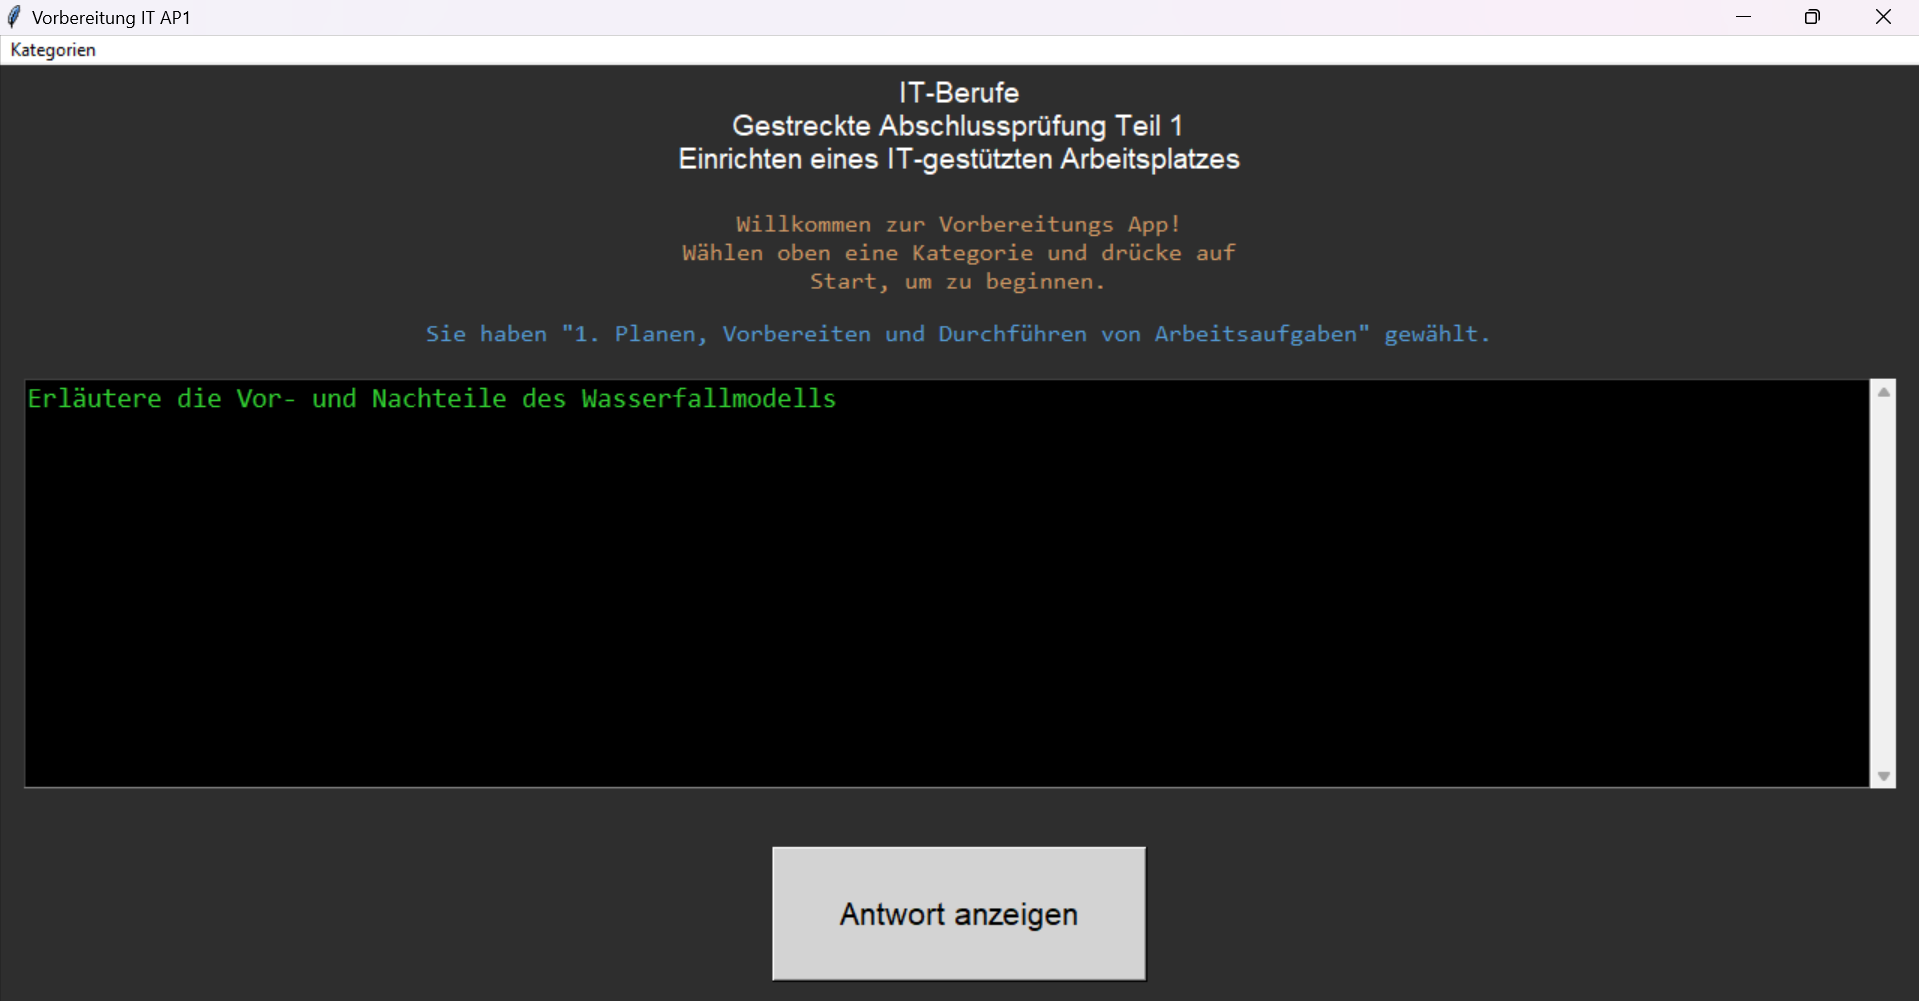 Vorbereitung IT AP1
Kategorien
IT-Berufe
Gestreckte Abschlussprüfung Teil 1
Einrichten eines IT-gestützten Arbeitsplatzes
Willkommen zur Vorbereitungs App!
Wählen oben eine Kategorie und drücke auf
Start, um zu beginnen.
Sie haben "1. Planen, Vorbereiten und Durchführen von Arbeitsaufgaben" gewählt.
Erläutere die Vor- und Nachteile des Wasserfallmodells
Antwort anzeigen